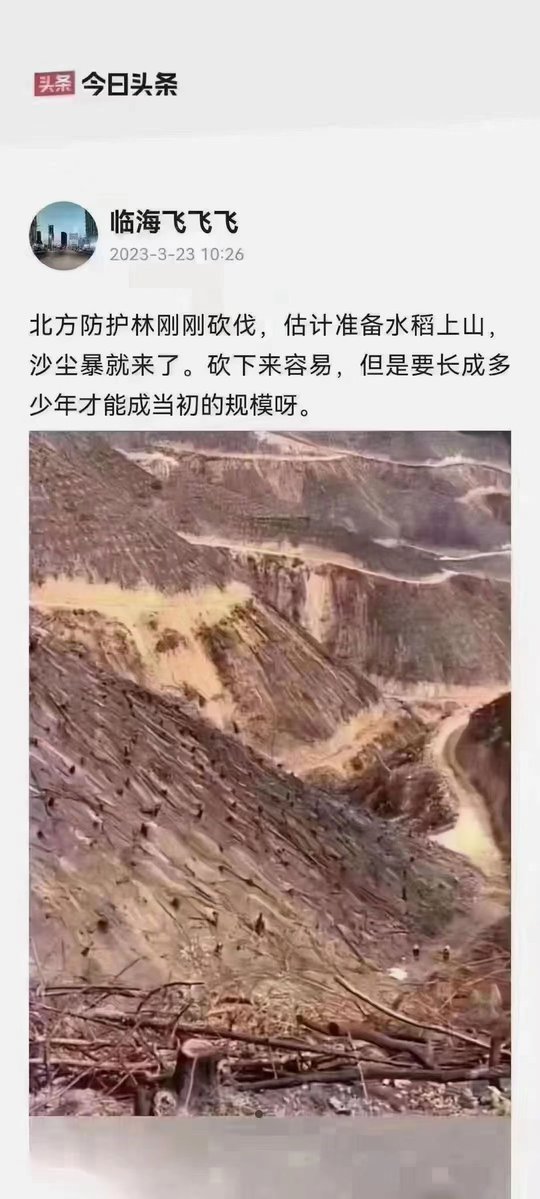 头条 今日头条
临海飞飞飞
2023-3-23 10:26
北方防护林刚刚砍伐，估计准备水稻上山，
沙尘暴就来了。砍下来容易，但是要长成多
少年才能成当初的规模呀。